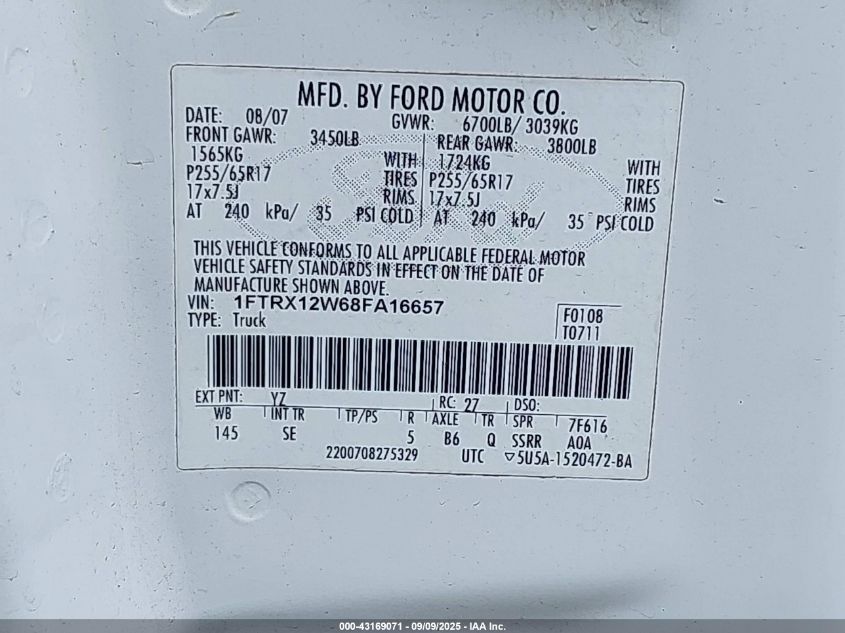 MFD. BY FORD MOTOR CO.
DATE: 08/07 GVWR: 6700LB/ 3039KG
FRONT GAWR: 3450LB REAR GAWR: 3800LB
1565KG WITH 1724KG WITH
P255/65R17 TIRES P255/65R17 TIRES
17x7.5J RIMS 17x7.5J RIMS
AT 240 kPa/ 35 PSI COLD AT 240 kPa/ 35 PSI COLD
THIS VEHICLE CONFORMS TO ALL APPLICABLE FEDERAL MOTOR
VEHICLE SAFETY STANDARDS IN EFFECT ON THE DATE OF
MANUFACTURE SHOWN ABOVE.
VIN: 1FTRX12W68FA16657
F0108
TYPE: Truck
T0711
EXT PNT: YZ RC: 27 DSO:
WB INT TR TP/PS R AXLE TR SPR 7F616
145 SE 5 B6 Q SSRR A0A
2200708275329 UTC ▽5U5A-1520472-BA
000-43169071 - 09/09/2025 - IAA Inc.